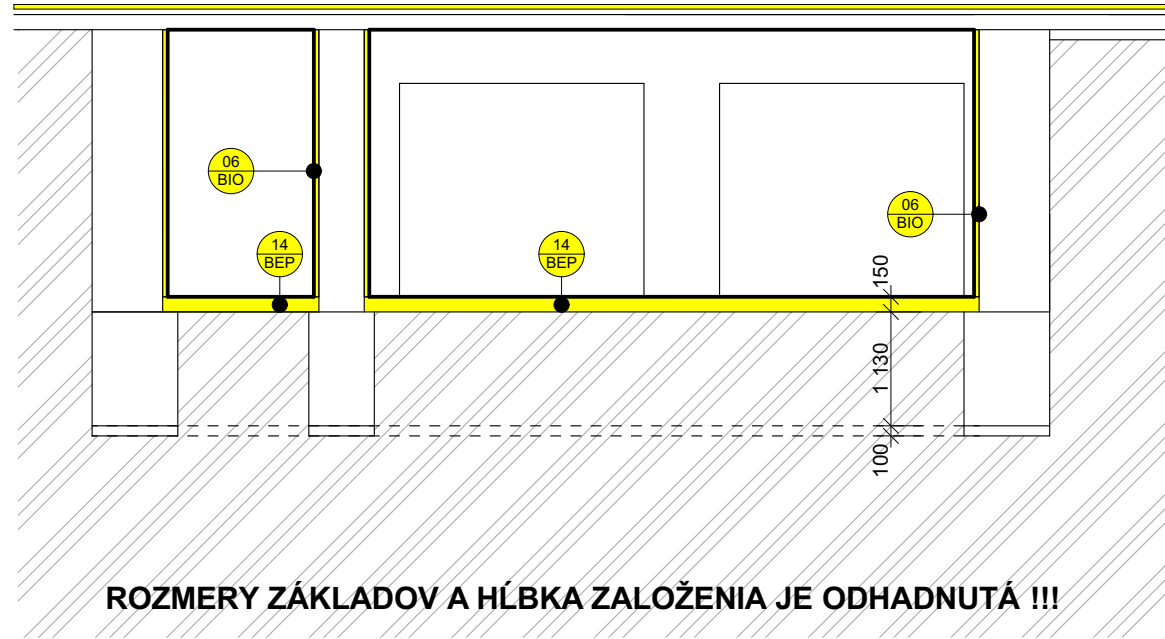 06
BIO
06
BIO
14
BEP
14
BEP
150
1 130
100
ROZMERY ZÁKLADOV A HĹBKA ZALOŽENIA JE ODHADNUTÁ !!!